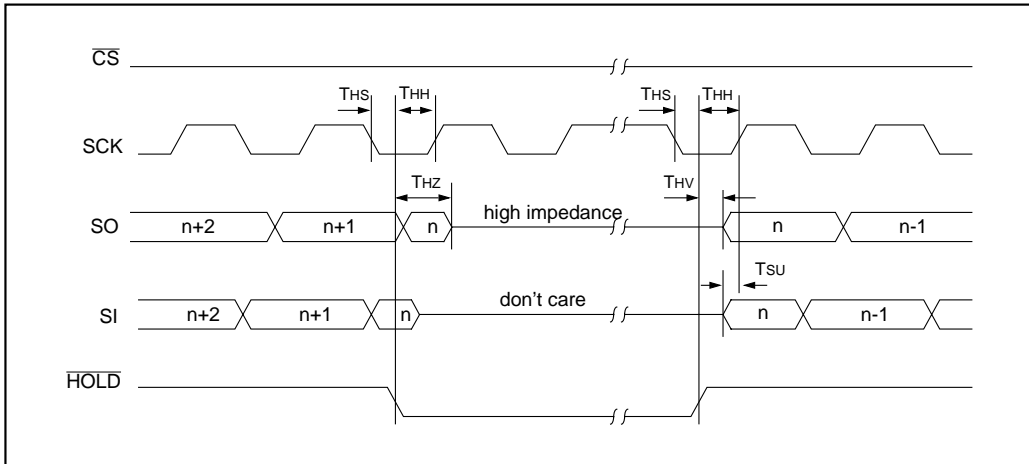 CS
THS THH THS THH
SCK
THZ THV
SO n+2 n+1 n high impedance n n-1
TSU
SI n+2 n+1 n don't care n n-1
HOLD